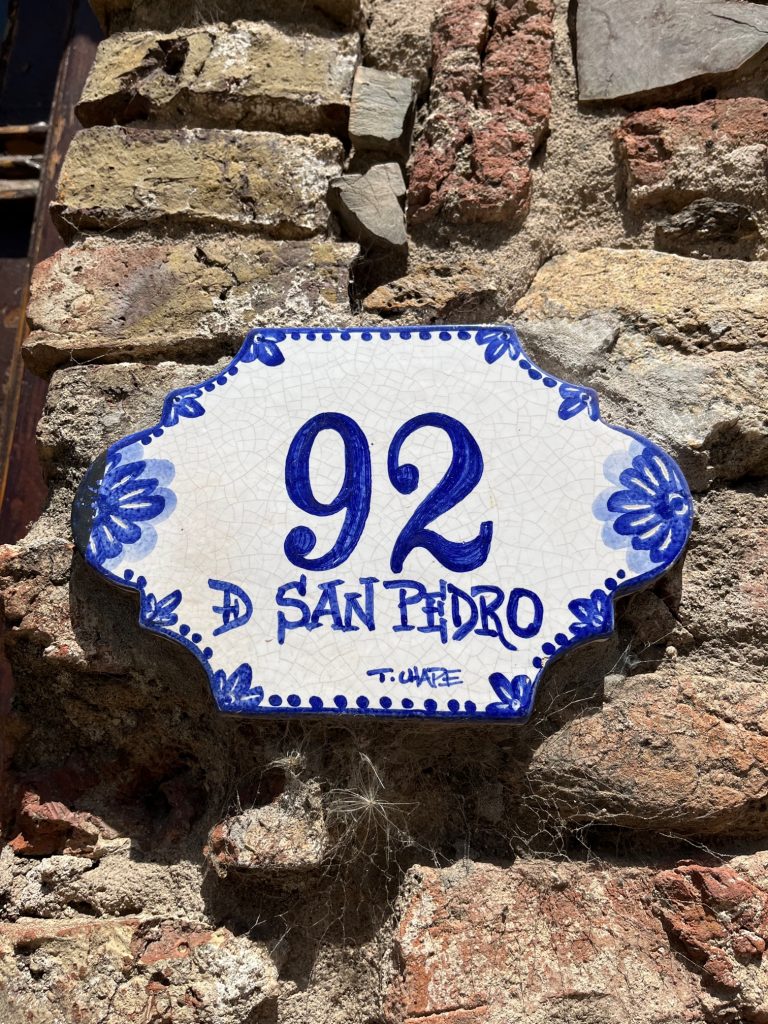 92
D SAN PEDRO
T. CHAPE